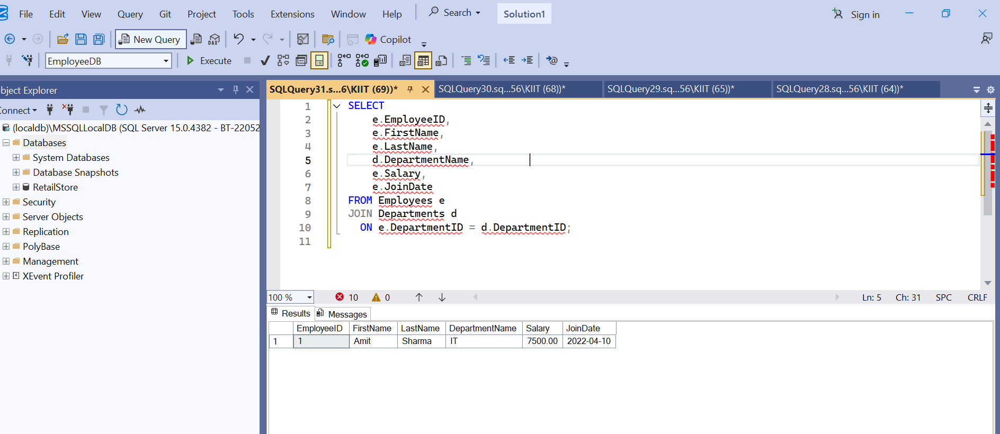 File Edit View Query Git Project Tools Extensions Window Help Search Solution1 Sign in
New Query DAX Copilot
EmployeeDB Execute
bject Explorer
SQLQuery31.s...6\KIIT (69))* SQLQuery30.sq...56\KIIT (68))* SQLQuery29.sq...56\KIIT (65))* SQLQuery28.sq...56\KIIT (64))*
onnect
(localdb)\MSSQLLocalDB (SQL Server 15.0.4382 - BT-22052
Databases
System Databases
Database Snapshots
RetailStore
Security
Server Objects
Replication
PolyBase
Management
XEvent Profiler
1 SELECT
2 e.EmployeeID,
3 e.FirstName,
4 e.LastName,
5 d.DepartmentName,
6 e.Salary,
7 e.JoinDate
8 FROM Employees e
9 JOIN Departments d
10 ON e.DepartmentID = d.DepartmentID;
11
100 % 10 0 Ln: 5 Ch: 31 SPC CRLF
Results Messages
EmployeeID FirstName LastName DepartmentName Salary JoinDate
1 1 Amit Sharma IT 7500.00 2022-04-10